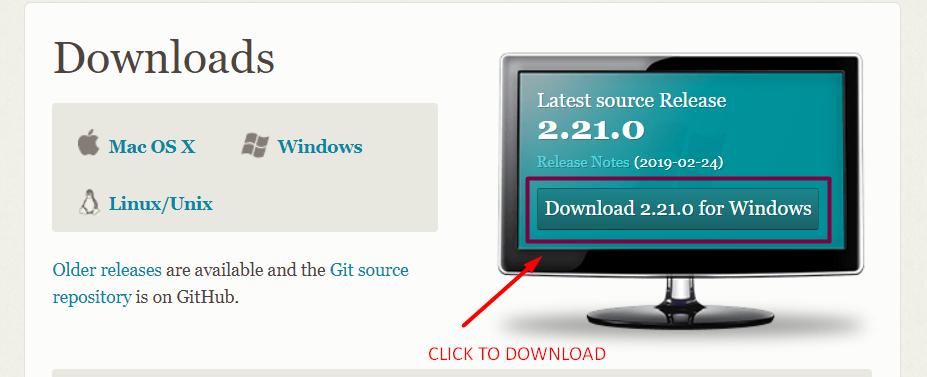 Downloads
Mac OS X
Windows
Linux/Unix
Older releases are available and the Git source
repository is on GitHub.
Latest source Release
2.21.0
Release Notes (2019-02-24)
Download 2.21.0 for Windows
CLICK TO DOWNLOAD